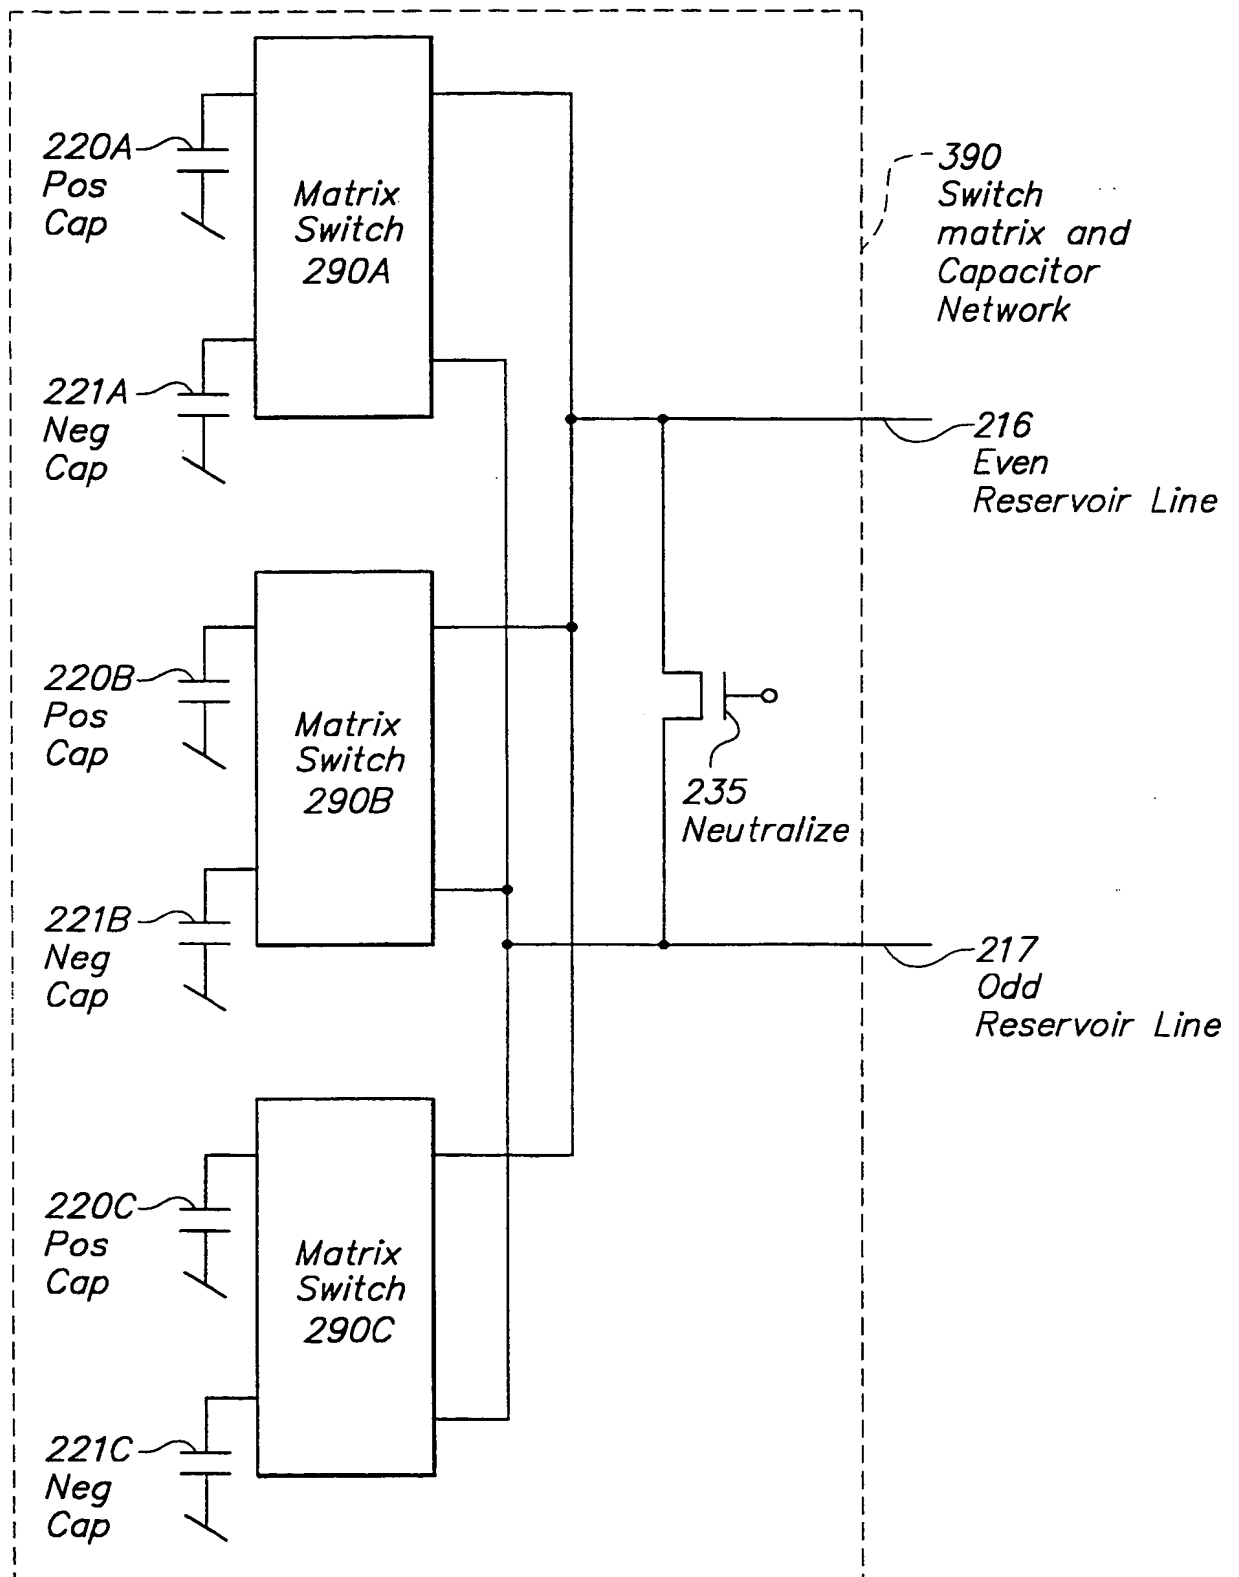 220A
Pos
Cap
Matrix
Switch
290A
221A
Neg
Cap
390
Switch
matrix and
Capacitor
Network
216
Even
Reservoir Line
220B
Pos
Cap
Matrix
Switch
290B
235
Neutralize
221B
Neg
Cap
217
Odd
Reservoir Line
220C
Pos
Cap
Matrix
Switch
290C
221C
Neg
Cap